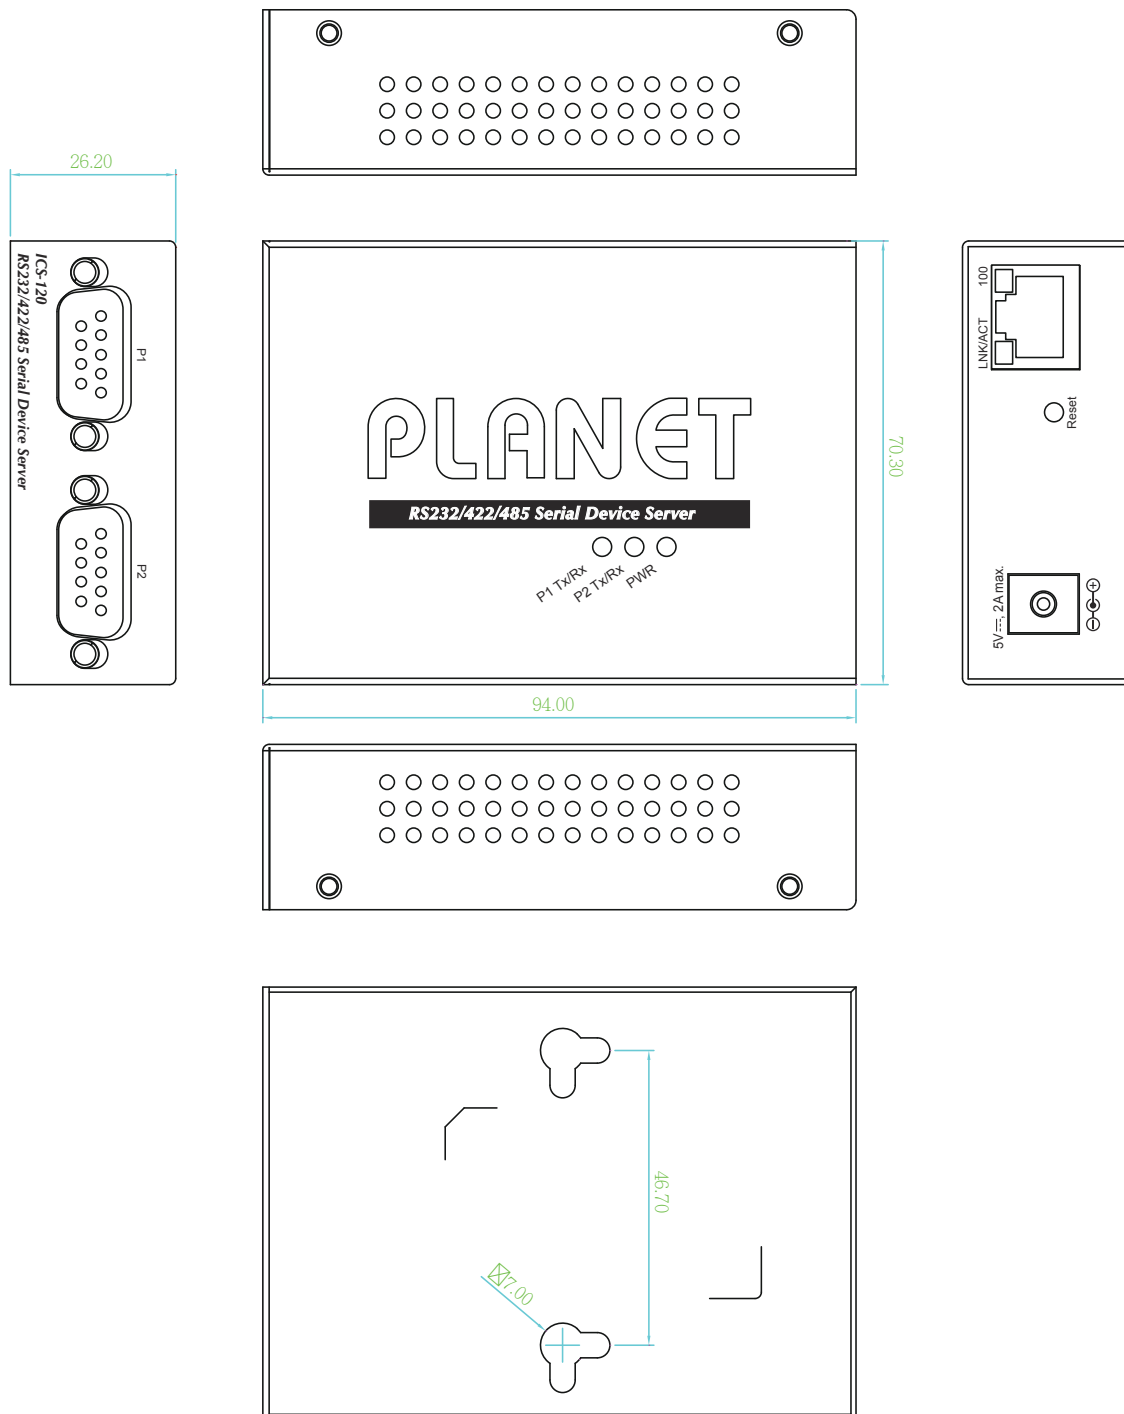 26.20
ICS-120
RS232/422/485 Serial Device Server
P1
P2
PLANET
RS232/422/485 Serial Device Server
P1 Tx/Rx
P2 Tx/Rx
PWR
70.30
94.00
100
LNK/ACT
Reset
5V⎓, 2A max.
46.70
7.00